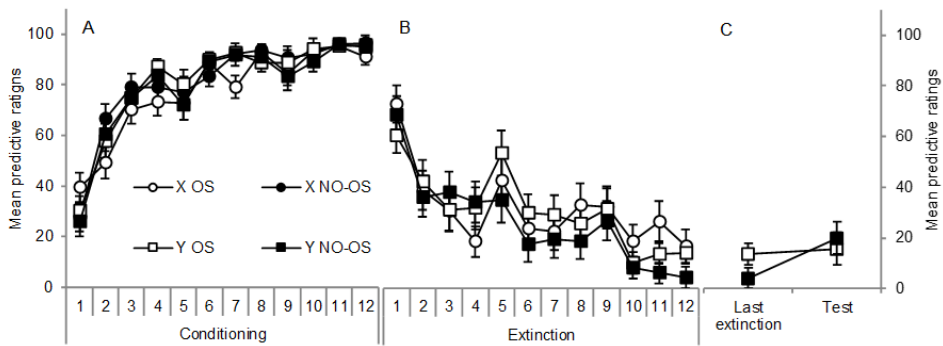 A
B
C
100
100
80
80
60
60
40
40
20
20
0
0
Mean predictive ratigns
Mean predictive ratings
X OS
X NO-OS
Y OS
Y NO-OS
1 2 3 4 5 6 7 8 9 10 11 12
1 2 3 4 5 6 7 8 9 10 11 12
Conditioning
Extinction
Last
extinction
Test